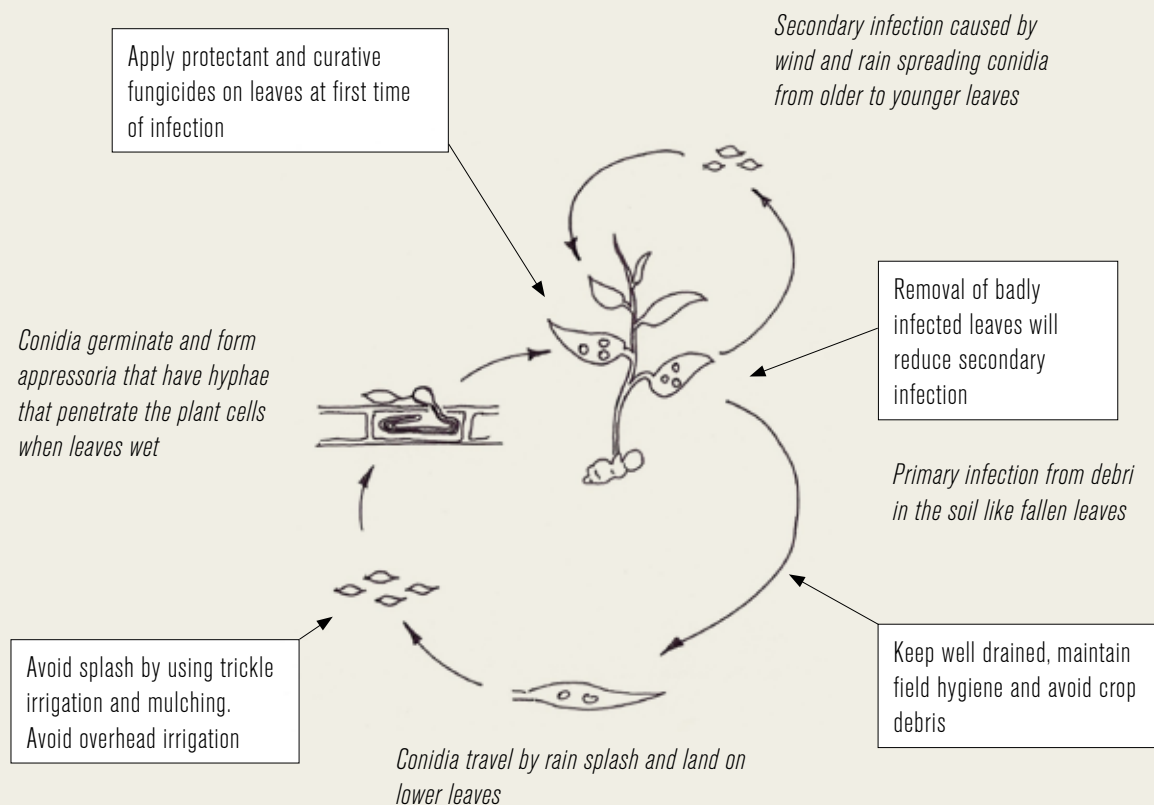 Apply protectant and curative
fungicides on leaves at first time
of infection
Secondary infection caused by
wind and rain spreading conidia
from older to younger leaves
Removal of badly
infected leaves will
reduce secondary
infection
Conidia germinate and form
appressoria that have hyphae
that penetrate the plant cells
when leaves wet
Primary infection from debri
in the soil like fallen leaves
Avoid splash by using trickle
irrigation and mulching.
Avoid overhead irrigation
Keep well drained, maintain
field hygiene and avoid crop
debris
Conidia travel by rain splash and land on
lower leaves